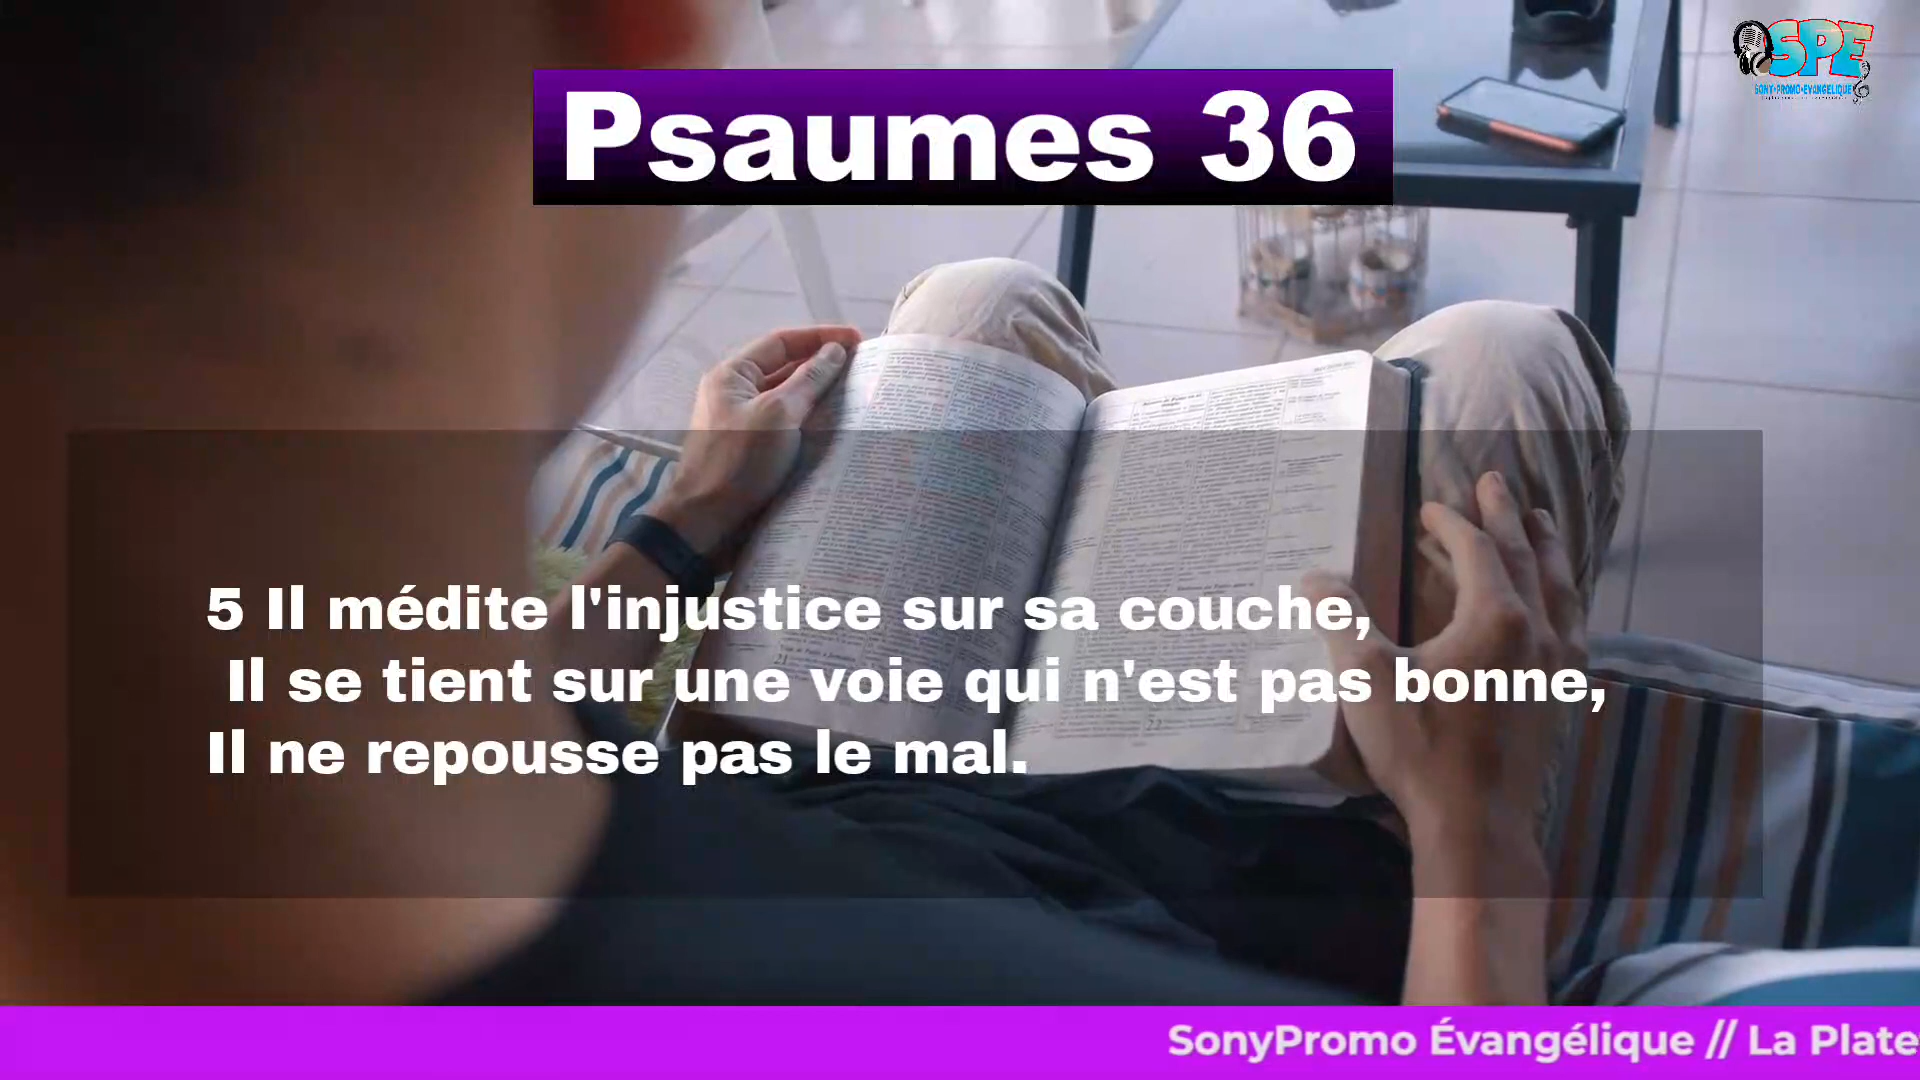 SPE
SONY•PROMO•EVANGELIQUE
Psaumes 36
5 Il médite l'injustice sur sa couche,
Il se tient sur une voie qui n'est pas bonne,
Il ne repousse pas le mal.
SonyPromo Évangélique // La Plate